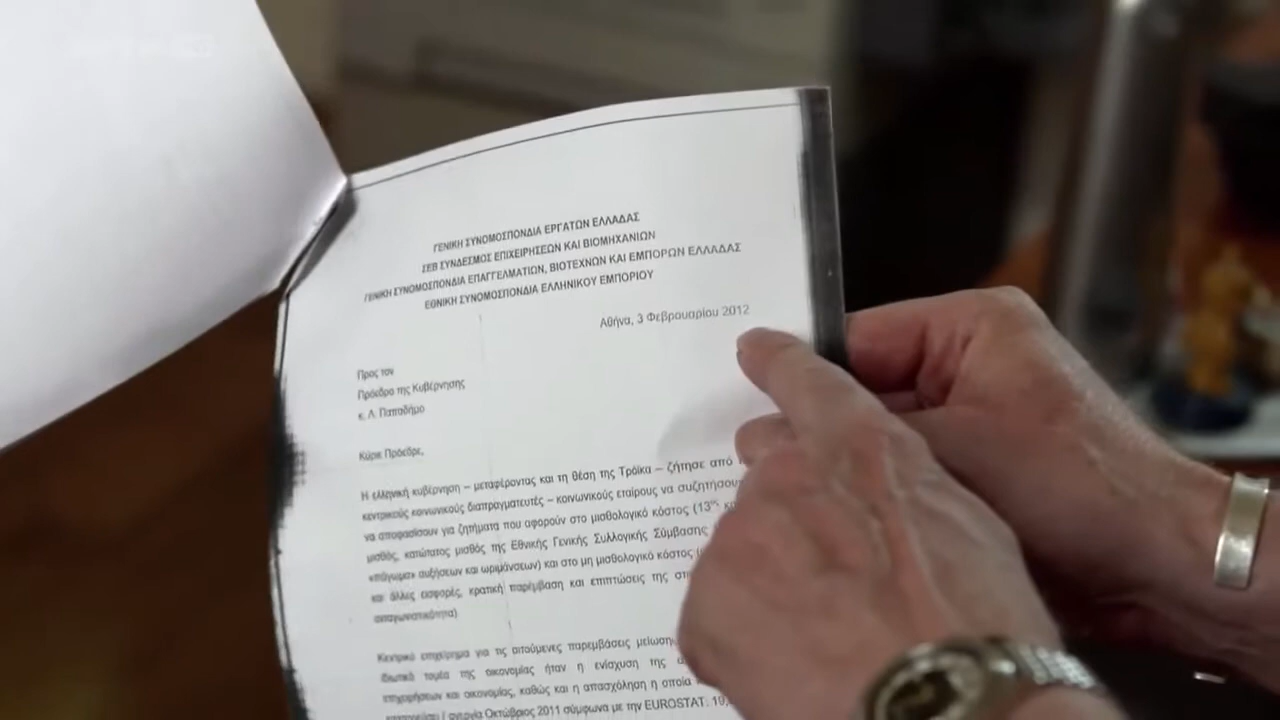 ΓΕΝΙΚΗ ΣΥΝΟΜΟΣΠΟΝΔΙΑ ΕΡΓΑΤΩΝ ΕΛΛΑΔΑΣ
ΣΕΒ ΣΥΝΔΕΣΜΟΣ ΕΠΙΧΕΙΡΗΣΕΩΝ ΚΑΙ ΒΙΟΜΗΧΑΝΙΩΝ
ΓΕΝΙΚΗ ΣΥΝΟΜΟΣΠΟΝΔΙΑ ΕΠΑΓΓΕΛΜΑΤΙΩΝ, ΒΙΟΤΕΧΝΩΝ ΚΑΙ ΕΜΠΟΡΩΝ ΕΛΛΑΔΑΣ
ΕΘΝΙΚΗ ΣΥΝΟΜΟΣΠΟΝΔΙΑ ΕΛΛΗΝΙΚΟΥ ΕΜΠΟΡΙΟΥ
Αθήνα, 3 Φεβρουαρίου 2012
Προς τον
Πρόεδρο της Κυβέρνησης
κ. Λ. Παπαδήμο
Κύριε Πρόεδρε,
Η ελληνική κυβέρνηση – μεταφέροντας και τη θέση της Τρόικα – ζήτησε από
κεντρικούς κοινωνικούς διαπραγματευτές – κοινωνικούς εταίρους να συζητήσουν
να αποφασίσουν για ζητήματα που αφορούν στο μισθολογικό κόστος (13ος
μισθός, κατώτατος μισθός της Εθνικής Γενικής Συλλογικής Σύμβασης
«πάγωμα» αυξήσεων και ωριμάνσεων) και στο μη μισθολογικό κόστος
και άλλες εισφορές, κρατική παρέμβαση και επιπτώσεις της
ανταγωνιστικότητα)
Κεντρικό επιχείρημα για τις αιτούμενες παρεμβάσεις
ιδιωτικό τομέα της οικονομίας ήταν η ενίσχυση της
επιχειρήσεων και οικονομίας, καθώς και η απασχόληση η οποία
ανεργία Οκτώβριος 2011 σύμφωνα με την EUROSTAT: 19,